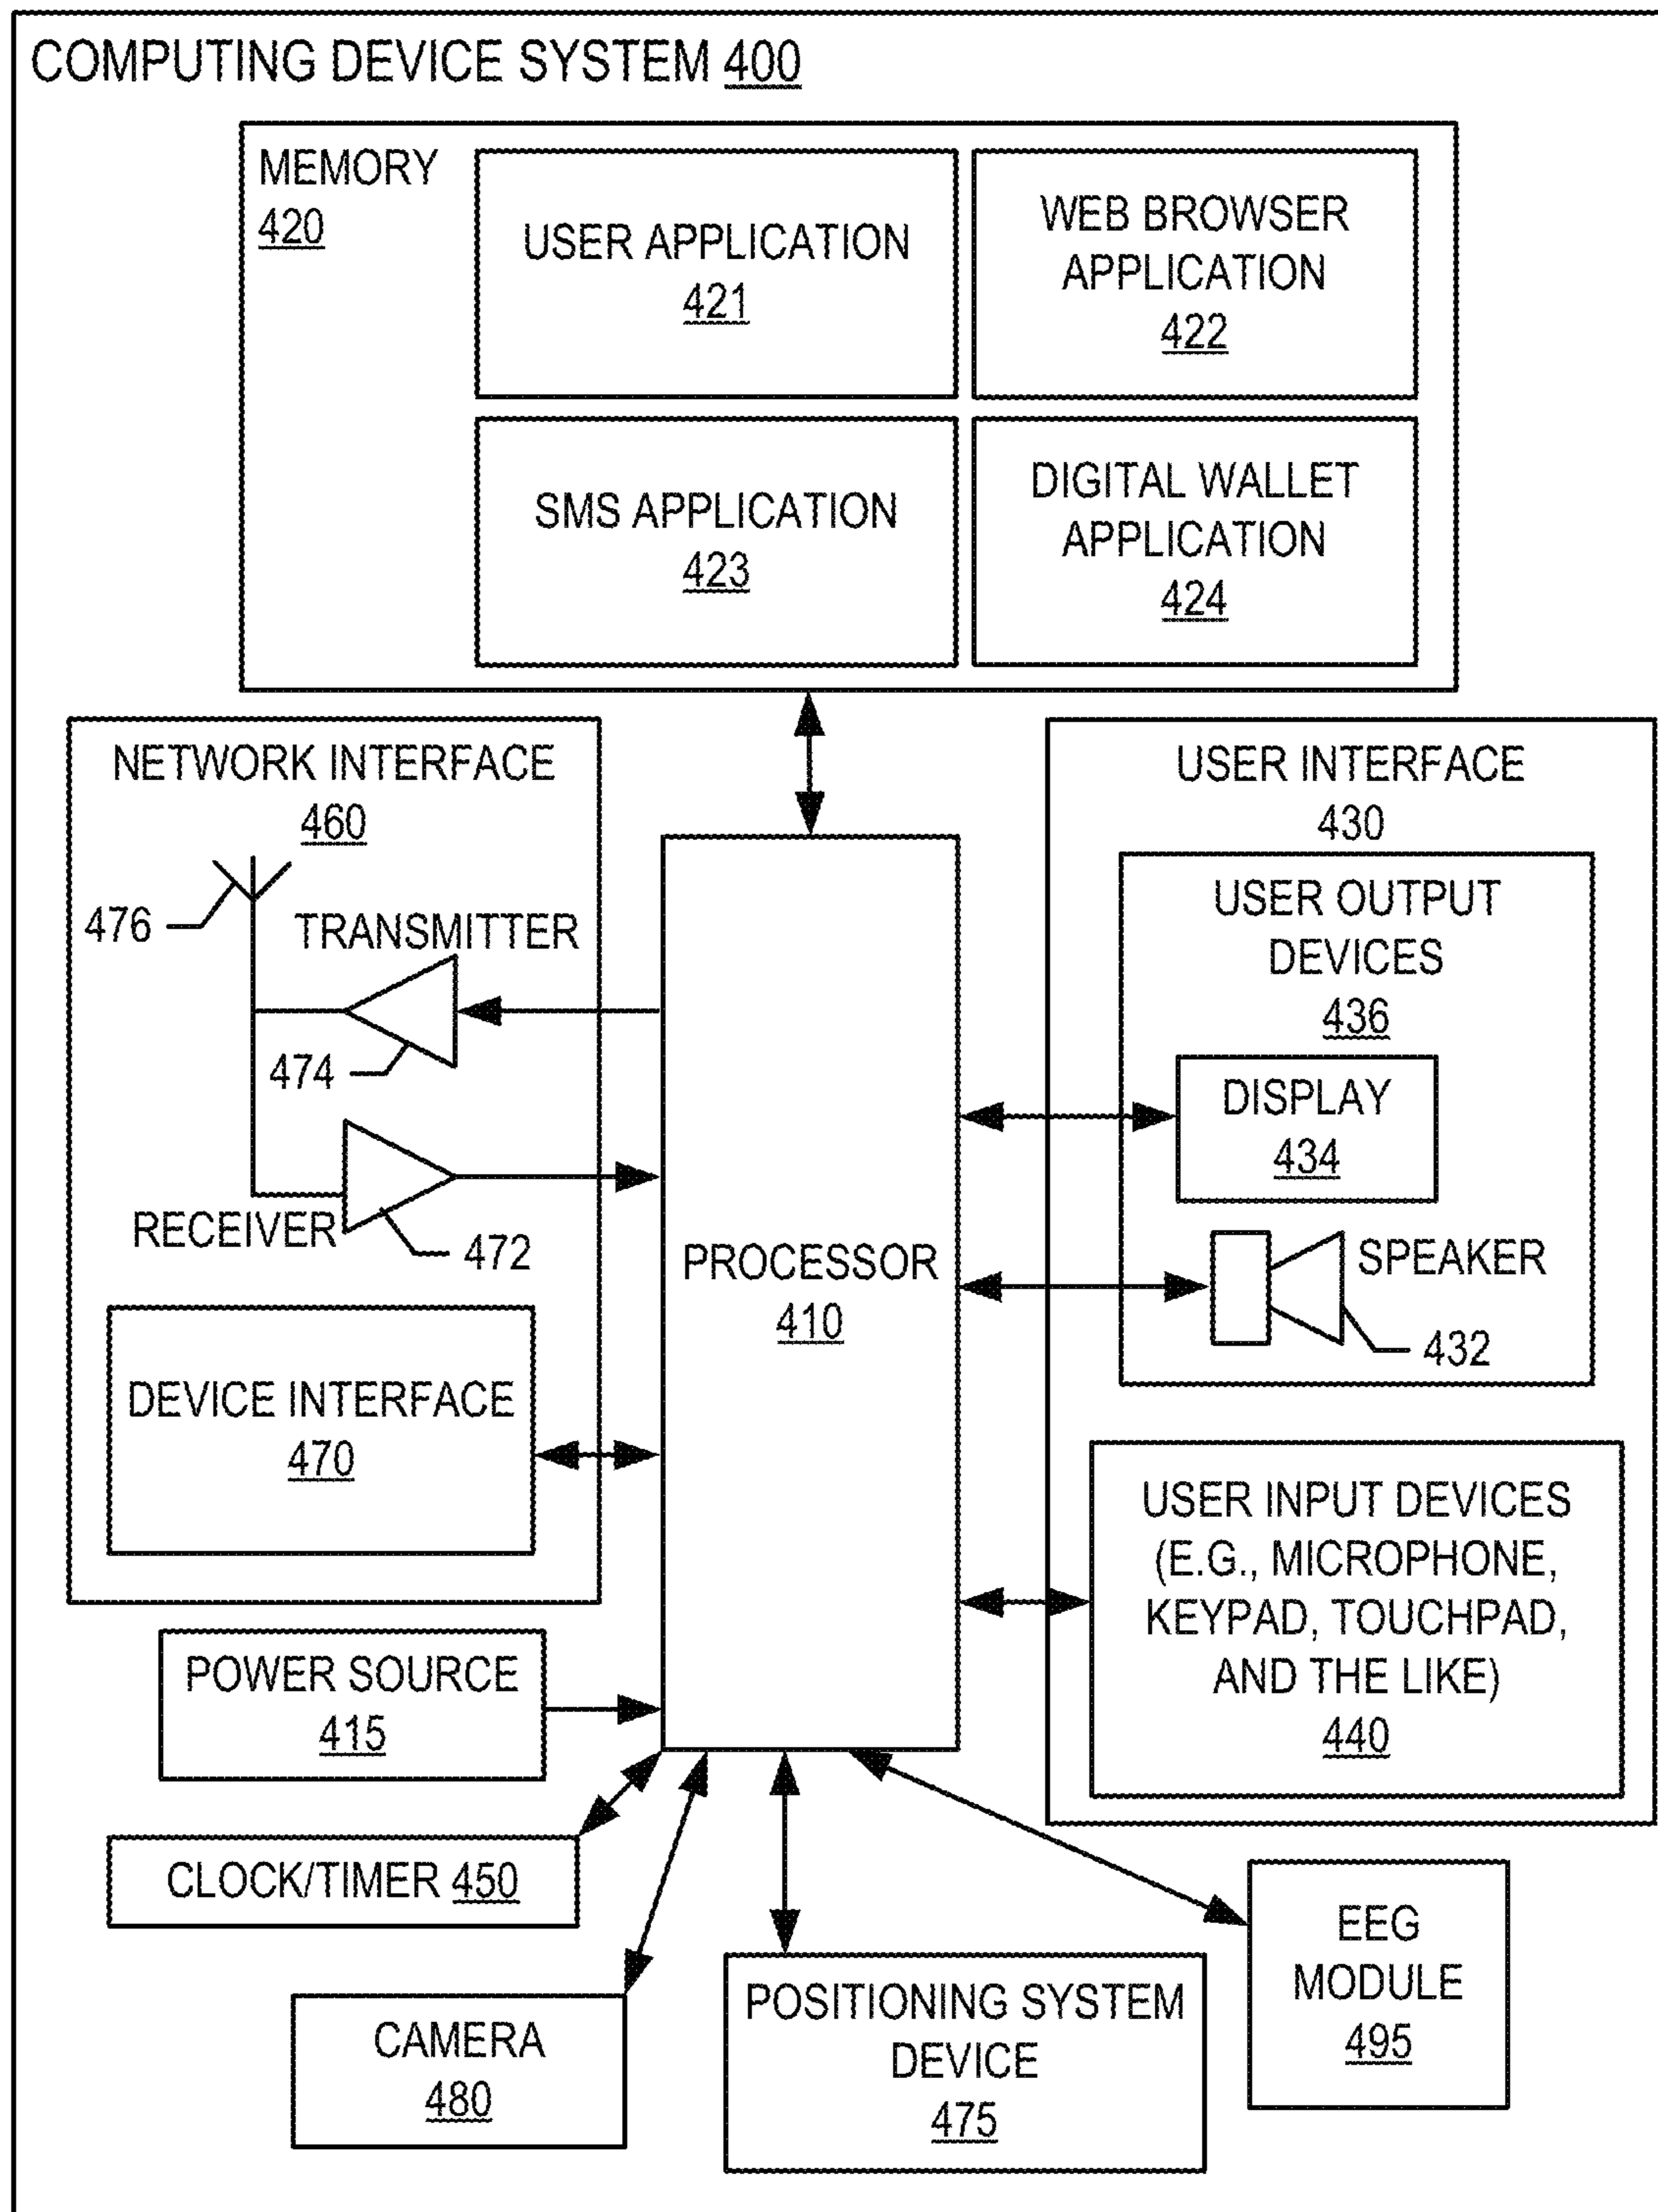 COMPUTING DEVICE SYSTEM 400
MEMORY
420
USER APPLICATION
421
WEB BROWSER
APPLICATION
422
SMS APPLICATION
423
DIGITAL WALLET
APPLICATION
424
NETWORK INTERFACE
460
476
TRANSMITTER
474
RECEIVER
472
DEVICE INTERFACE
470
PROCESSOR
410
USER INTERFACE
430
USER OUTPUT
DEVICES
436
DISPLAY
434
SPEAKER
432
USER INPUT DEVICES
(E.G., MICROPHONE,
KEYPAD, TOUCHPAD,
AND THE LIKE)
440
POWER SOURCE
415
CLOCK/TIMER 450
CAMERA
480
POSITIONING SYSTEM
DEVICE
475
EEG
MODULE
495